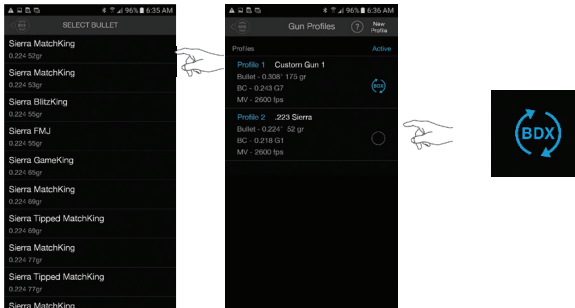 96% 6:35 AM
BDX
SELECT BULLET
Sierra MatchKing
0.224 52gr
Sierra MatchKing
0.224 53gr
Sierra BlitzKing
0.224 55gr
Sierra FMJ
0.224 55gr
Sierra GameKing
0.224 65gr
Sierra MatchKing
0.224 69gr
Sierra Tipped MatchKing
0.224 69gr
Sierra MatchKing
0.224 77gr
Sierra Tipped MatchKing
0.224 77gr
Sierra MatchKing
96% 6:36 AM
BDX
Gun Profiles
?
New
Profile
Profiles
Active
Profile 1 Custom Gun 1
Bullet - 0.308" 175 gr
BC - 0.243 G7
MV - 2600 fps
BDX
Profile 2 .223 Sierra
Bullet - 0.224" 52 gr
BC - 0.218 G1
MV - 2600 fps
BDX